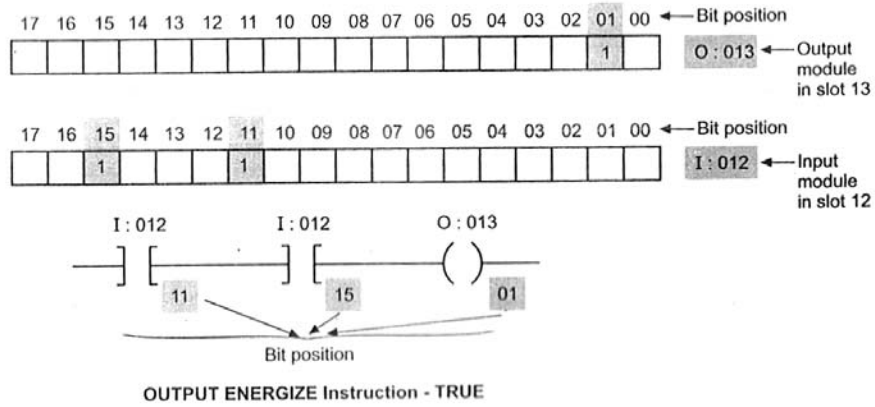 17 16 15 14 13 12 11 10 09 08 07 06 05 04 03 02 01 00 Bit position
1 O : 013 Output
module
in slot 13
17 16 15 14 13 12 11 10 09 08 07 06 05 04 03 02 01 00 Bit position
1 1 I : 012 Input
module
in slot 12
I : 012 I : 012 O : 013
11 15 01
Bit position
OUTPUT ENERGIZE Instruction - TRUE